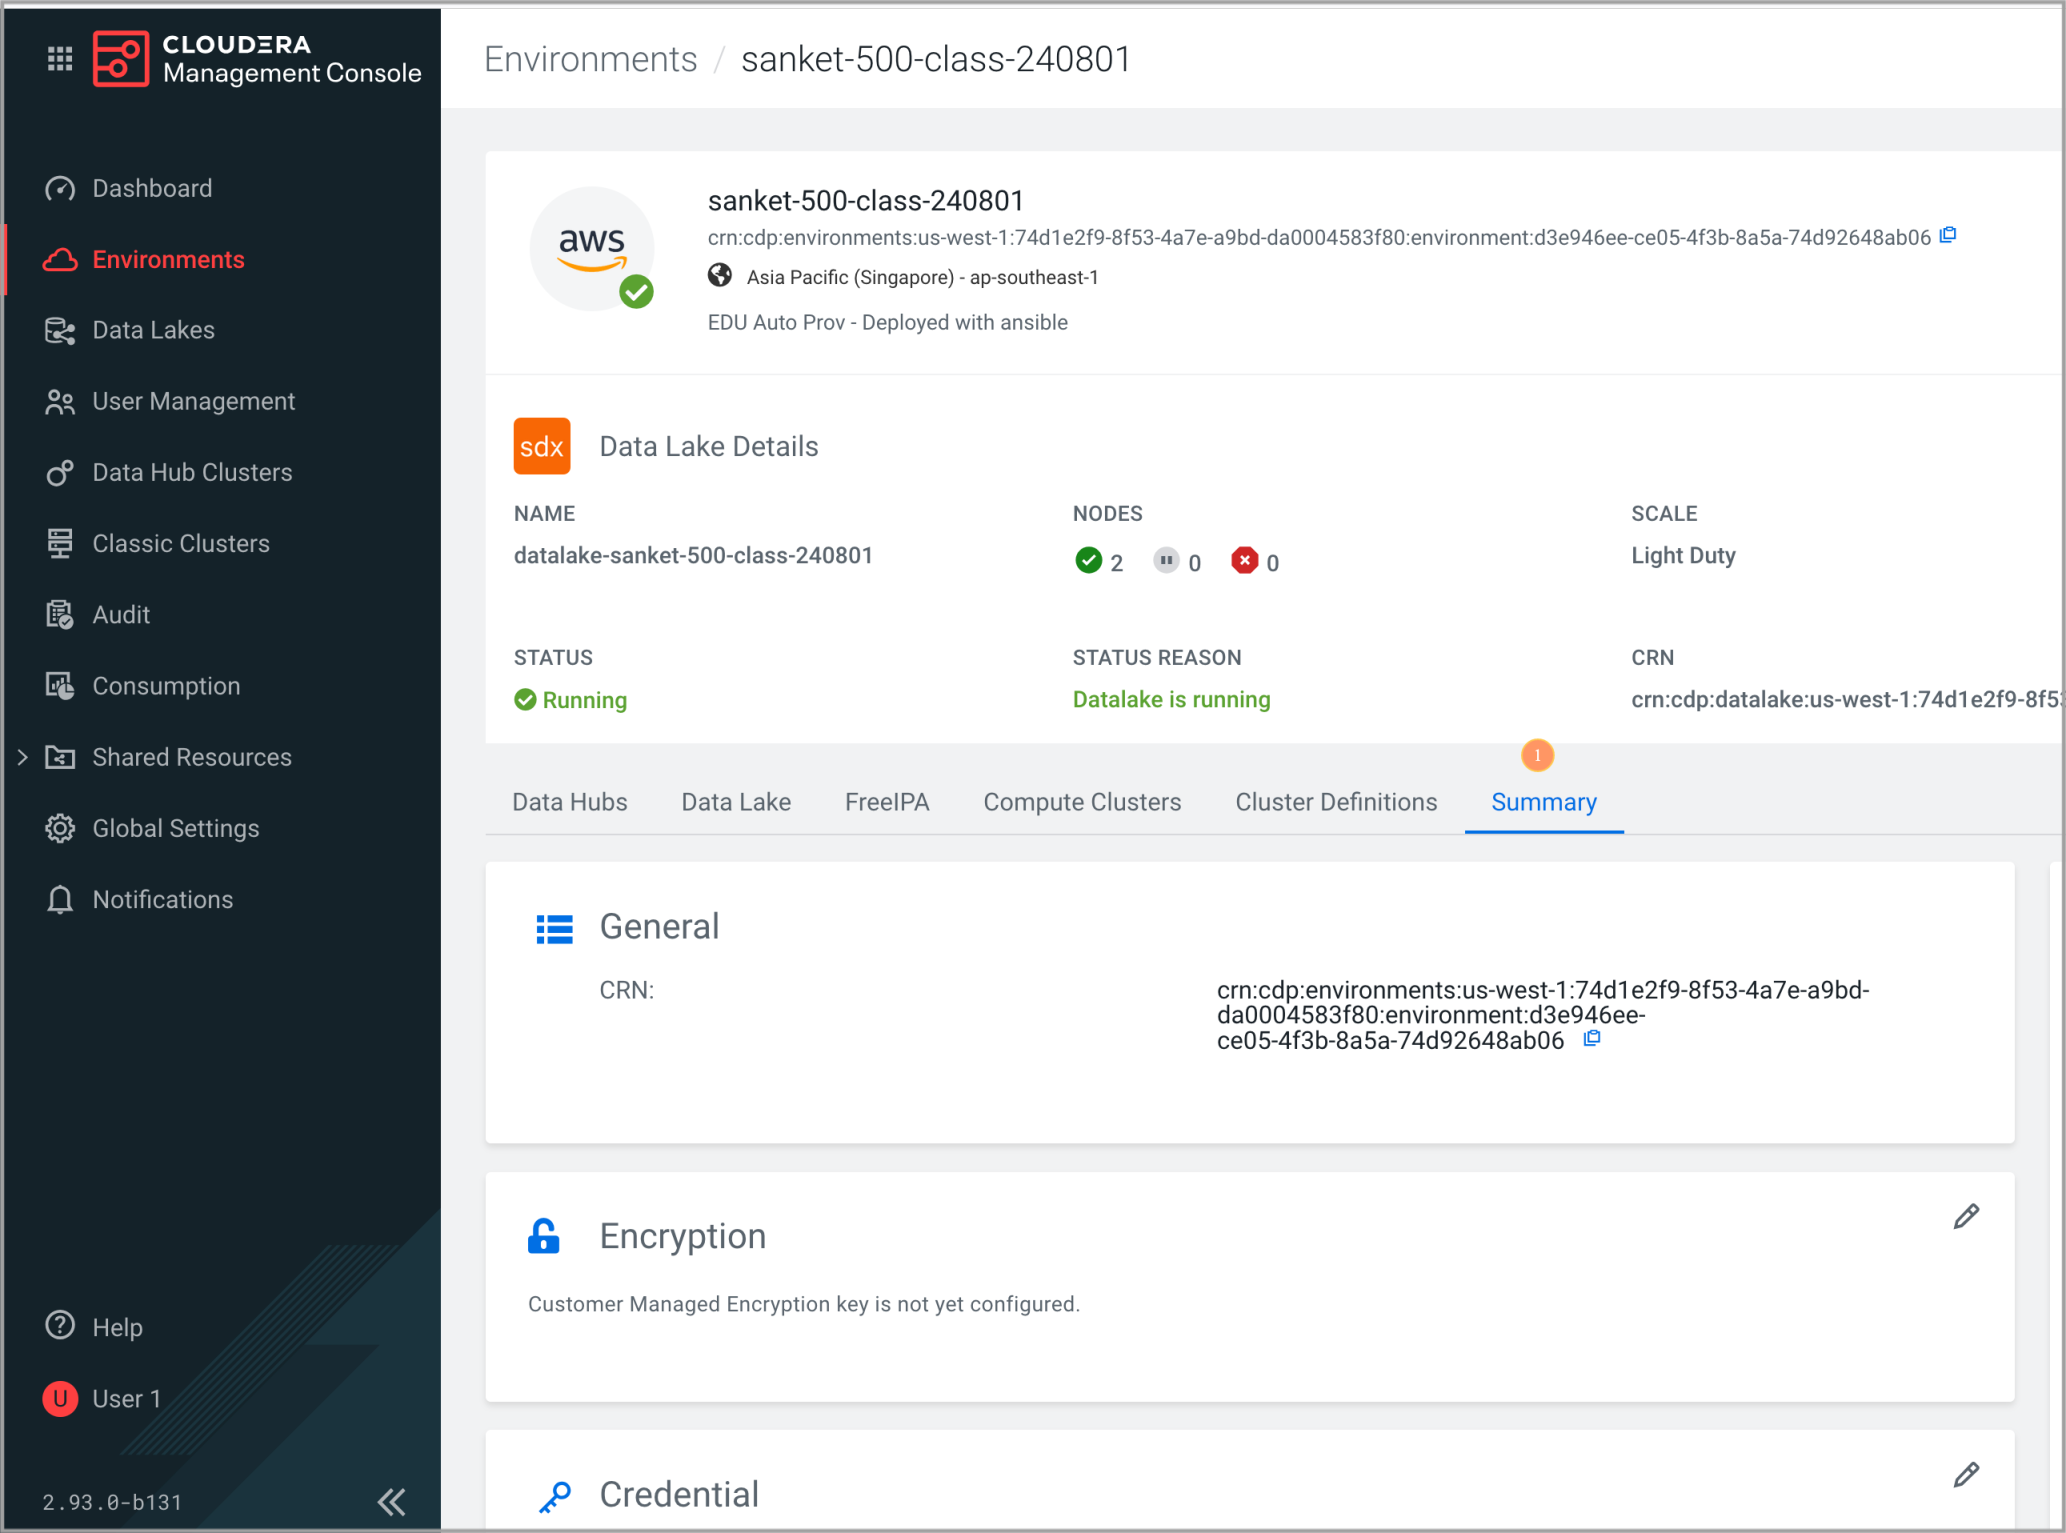 CLOUDERA
Management Console
Dashboard
Environments
Data Lakes
User Management
Data Hub Clusters
Classic Clusters
Audit
Consumption
Shared Resources
Global Settings
Notifications
Help
U User 1
2.93.0-b131
Environments / sanket-500-class-240801
aws
sanket-500-class-240801
crn:cdp:environments:us-west-1:74d1e2f9-8f53-4a7e-a9bd-da0004583f80:environment:d3e946ee-ce05-4f3b-8a5a-74d92648ab06
Asia Pacific (Singapore) - ap-southeast-1
EDU Auto Prov - Deployed with ansible
sdx Data Lake Details
NAME NODES SCALE
datalake-sanket-500-class-240801 2 0 0 Light Duty
STATUS STATUS REASON CRN
Running Datalake is running crn:cdp:datalake:us-west-1:74d1e2f9-8f5
1
Data Hubs Data Lake FreeIPA Compute Clusters Cluster Definitions Summary
General
CRN: crn:cdp:environments:us-west-1:74d1e2f9-8f53-4a7e-a9bd-
da0004583f80:environment:d3e946ee-
ce05-4f3b-8a5a-74d92648ab06
Encryption
Customer Managed Encryption key is not yet configured.
Credential